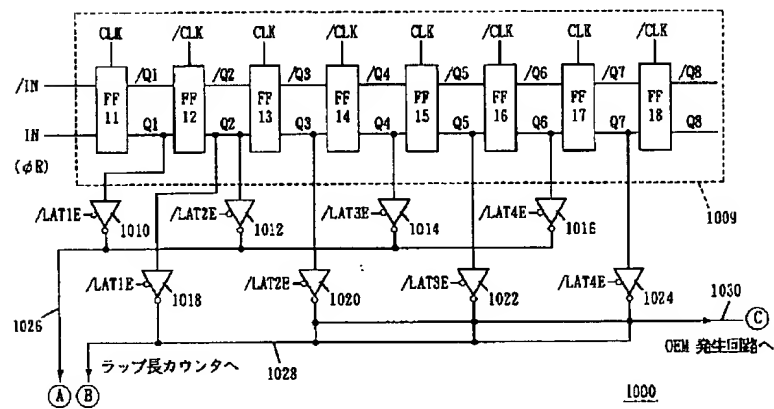 CLK /CLK CLK /CLK CLK /CLK CLK /CLK
/IN /Q1 /Q2 /Q3 /Q4 /Q5 /Q6 /Q7 /Q8
FF FF FF FF FF FF FF FF
11 12 13 14 15 16 17 18
IN Q1 Q2 Q3 Q4 Q5 Q6 Q7 Q8
(φR)
1009
/LAT1E 1010 /LAT2E 1012 /LAT3E 1014 /LAT4E 1016
/LAT1E 1018 /LAT2E 1020 /LAT3E 1022 /LAT4E 1024
1026
1030
C
OEM 発生回路へ
ラップ長カウンタへ
1028
A B
1000